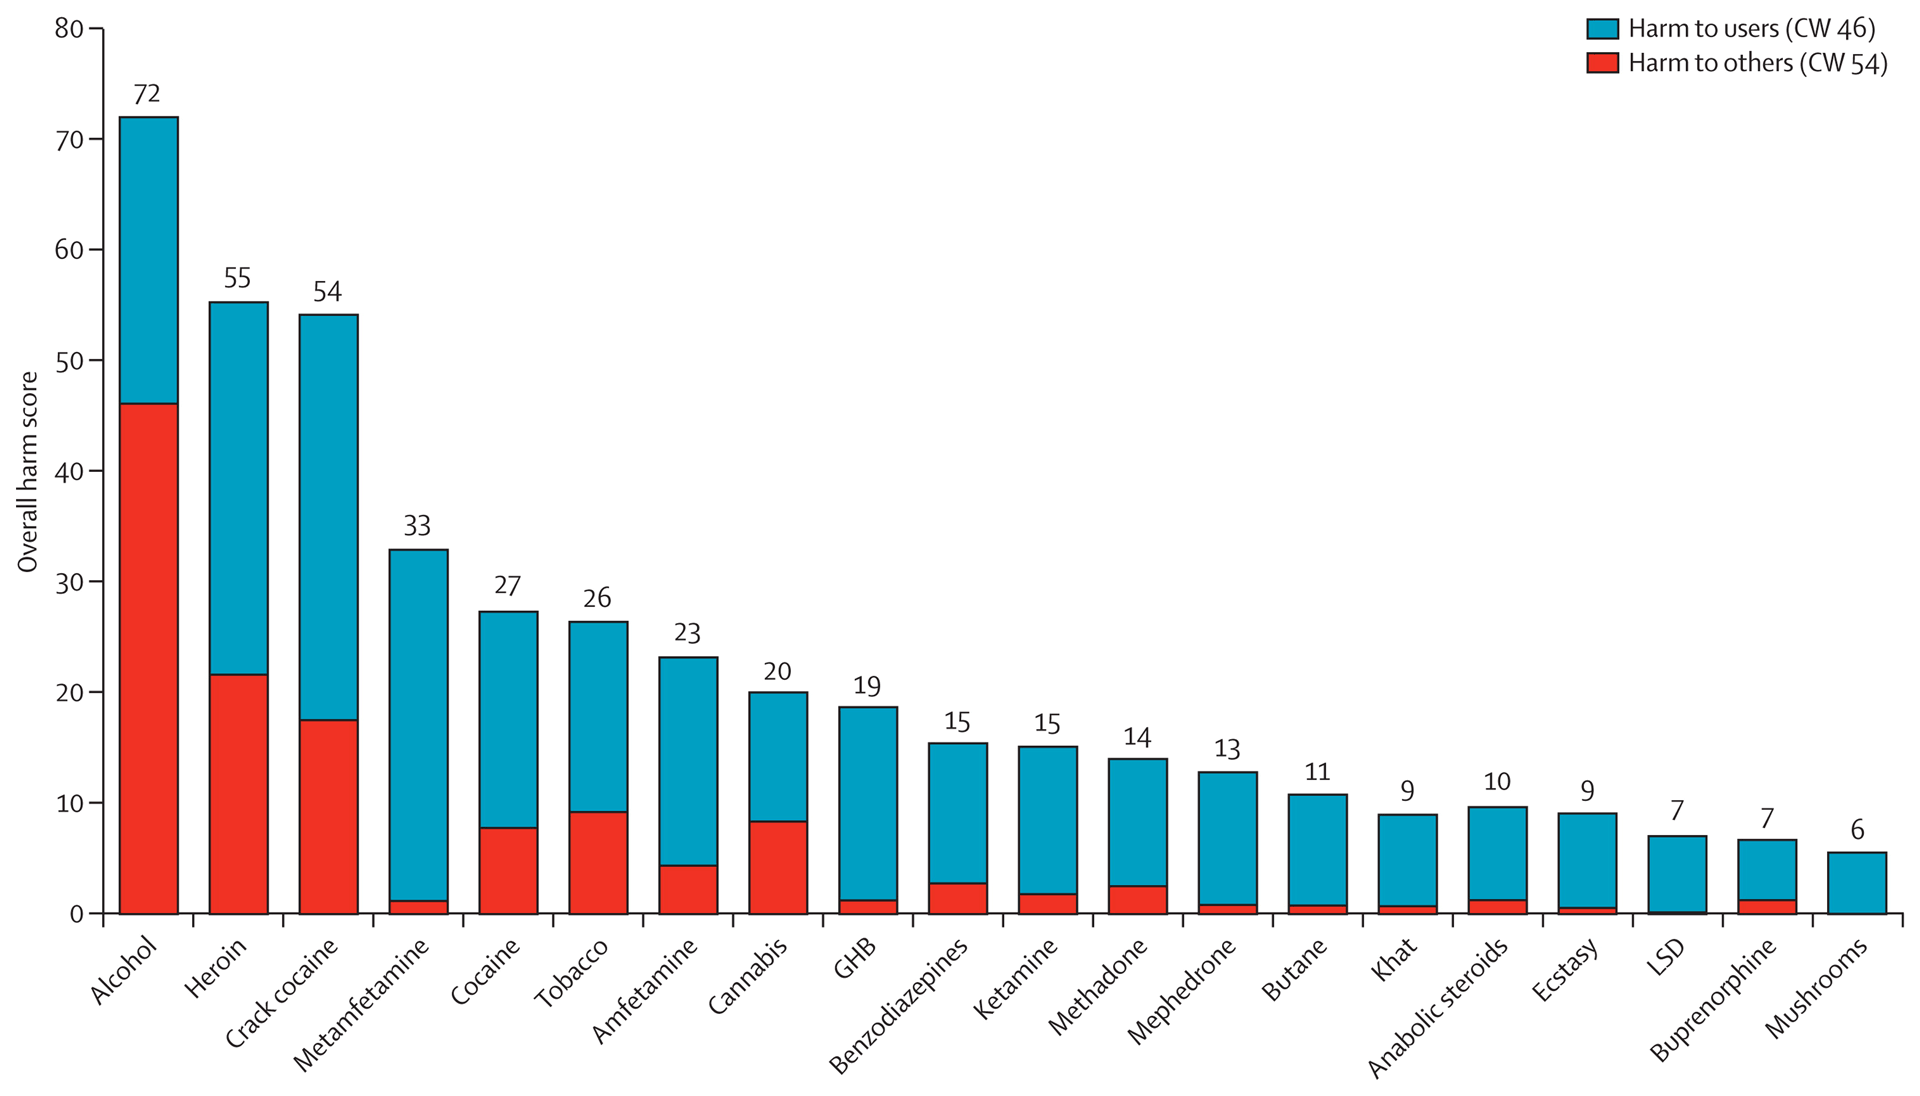 Harm to users (CW 46)
Harm to others (CW 54)
Overall harm score
80
70
60
50
40
30
20
10
0
72
55
54
33
27
26
23
20
19
15
15
14
13
11
9
10
9
7
7
6
Alcohol
Heroin
Crack cocaine
Metamfetamine
Cocaine
Tobacco
Amfetamine
Cannabis
GHB
Benzodiazepines
Ketamine
Methadone
Mephedrone
Butane
Khat
Anabolic steroids
Ecstasy
LSD
Buprenorphine
Mushrooms